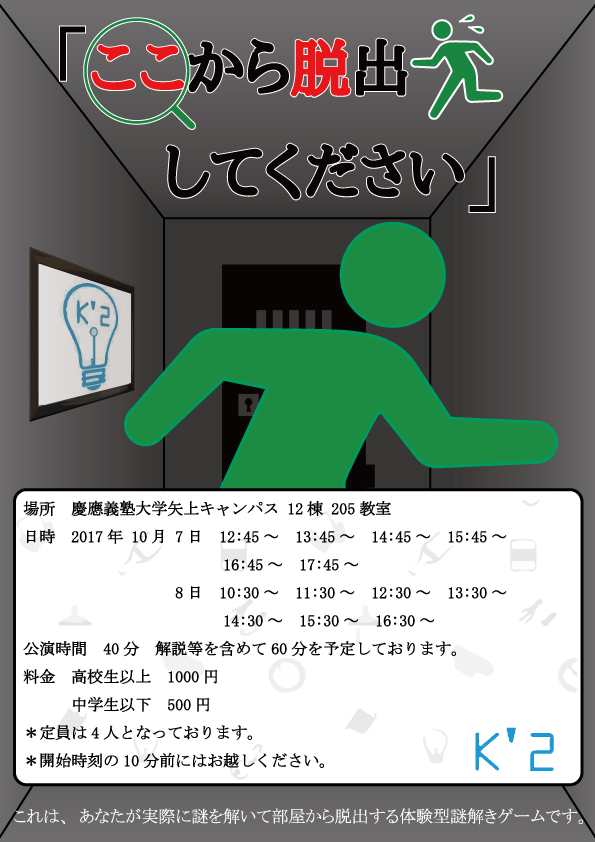 「ここから脱出
してください」
K'2
場所　慶應義塾大学矢上キャンパス 12棟 205教室
日時　2017年 10月 7日　12:45～　13:45～　14:45～　15:45～
16:45～　17:45～
8日　10:30～　11:30～　12:30～　13:30～
14:30～　15:30～　16:30～
公演時間　40分　解説等を含めて60分を予定しております。
料金　高校生以上　1000円
中学生以下　500円
＊定員は4人となっております。
＊開始時刻の10分前にはお越しください。
K'2
これは、あなたが実際に謎を解いて部屋から脱出する体験型謎解きゲームです。